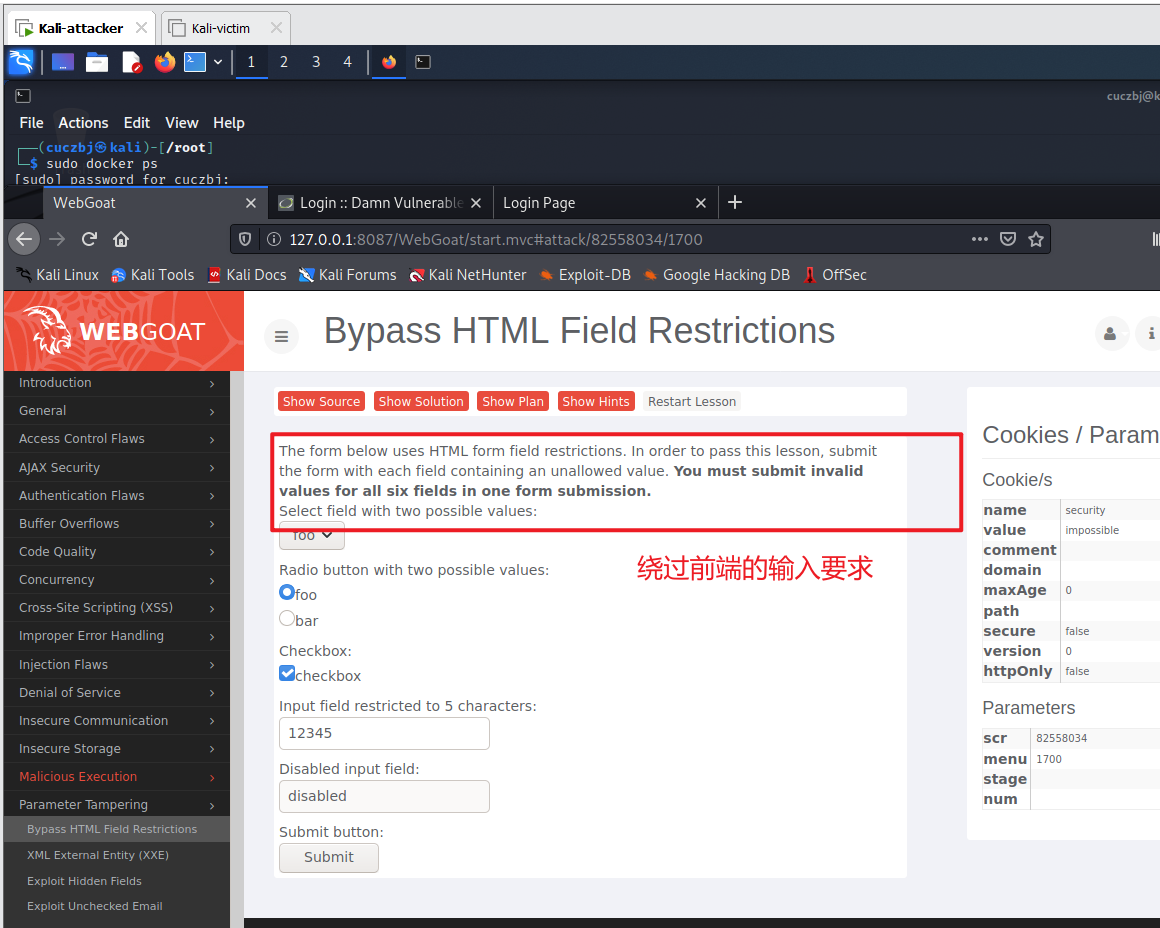 Kali-attacker
Kali-victim
1 2 3 4
cuczbj@k
File Actions Edit View Help
(cuczbj㉿kali)-[/root]
$ sudo docker ps
[sudo] password for cuczbj:
WebGoat
Login :: Damn Vulnerable
Login Page
127.0.0.1:8087/WebGoat/start.mvc#attack/82558034/1700
Kali Linux
Kali Tools
Kali Docs
Kali Forums
Kali NetHunter
Exploit-DB
Google Hacking DB
OffSec
WEBGOAT
Introduction
General
Access Control Flaws
AJAX Security
Authentication Flaws
Buffer Overflows
Code Quality
Concurrency
Cross-Site Scripting (XSS)
Improper Error Handling
Injection Flaws
Denial of Service
Insecure Communication
Insecure Storage
Malicious Execution
Parameter Tampering
Bypass HTML Field Restrictions
XML External Entity (XXE)
Exploit Hidden Fields
Exploit Unchecked Email
Bypass HTML Field Restrictions
Show Source
Show Solution
Show Plan
Show Hints
Restart Lesson
The form below uses HTML form field restrictions. In order to pass this lesson, submit
the form with each field containing an unallowed value. You must submit invalid
values for all six fields in one form submission.
Select field with two possible values:
foo
绕过前端的输入要求
Radio button with two possible values:
foo
bar
Checkbox:
checkbox
Input field restricted to 5 characters:
12345
Disabled input field:
disabled
Submit button:
Submit
Cookies / Param
Cookie/s
name security
value impossible
comment
domain
maxAge 0
path
secure false
version 0
httpOnly false
Parameters
scr 82558034
menu 1700
stage
num